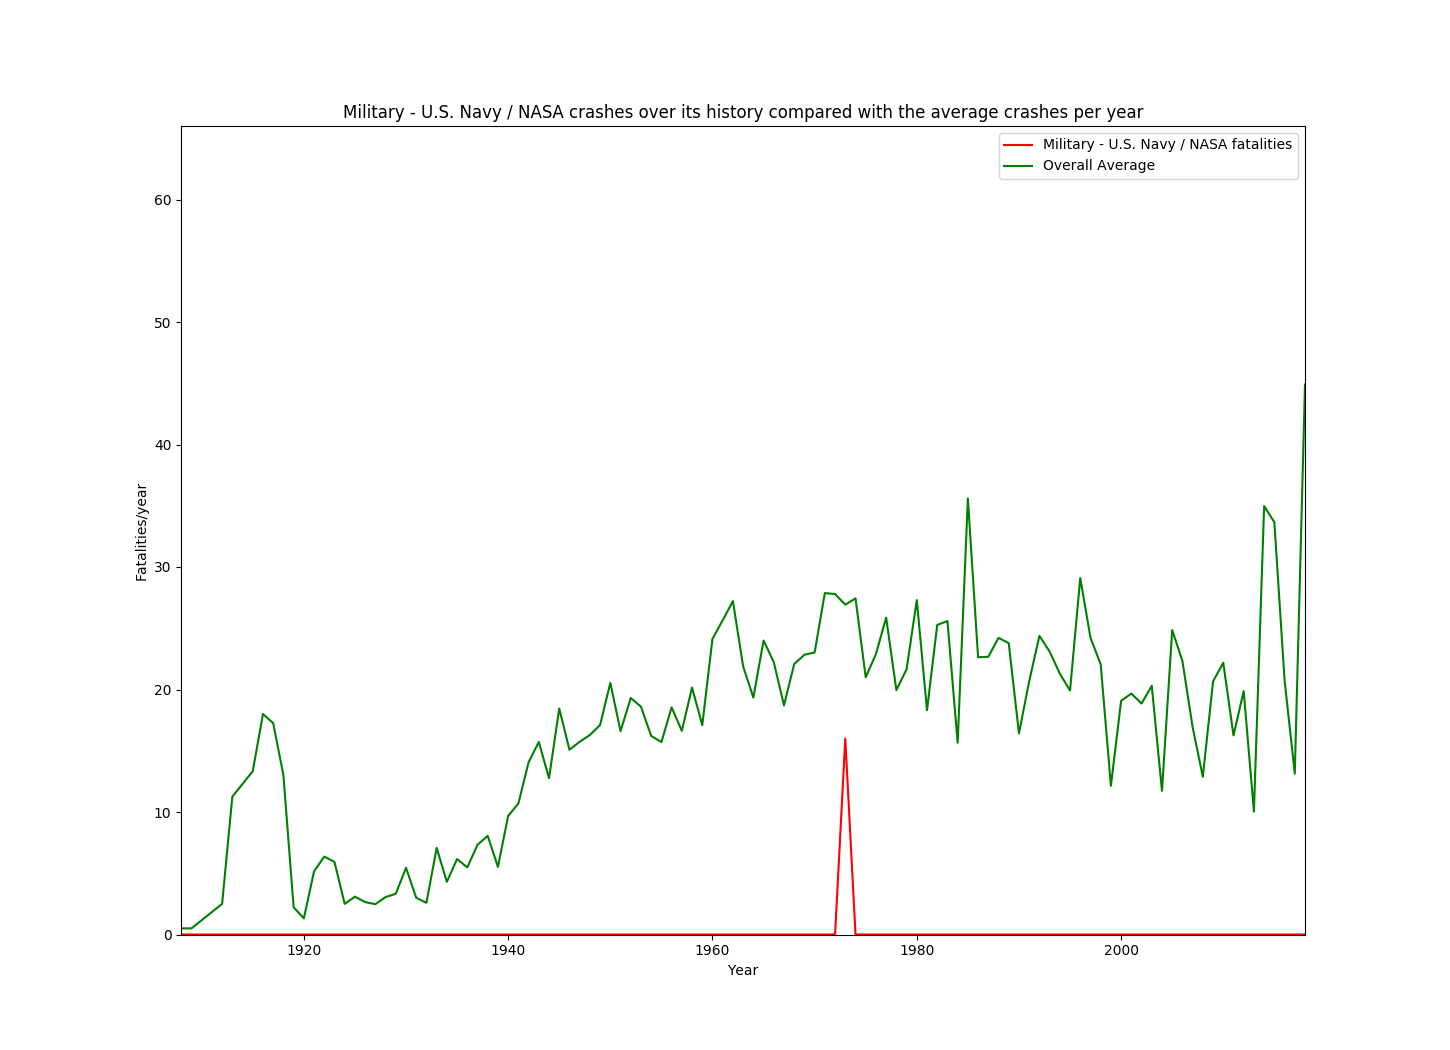 Military - U.S. Navy / NASA crashes over its history compared with the average crashes per year
Military - U.S. Navy / NASA fatalities
Overall Average
60
50
40
30
20
10
0
Fatalities/year
1920 1940 1960 1980 2000
Year